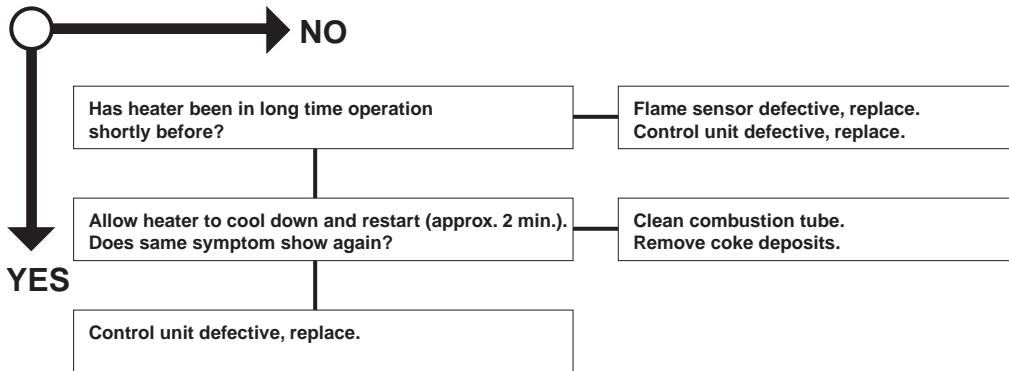 NO
Has heater been in long time operation
shortly before?
Flame sensor defective, replace.
Control unit defective, replace.
Allow heater to cool down and restart (approx. 2 min.).
Does same symptom show again?
Clean combustion tube.
Remove coke deposits.
YES
Control unit defective, replace.